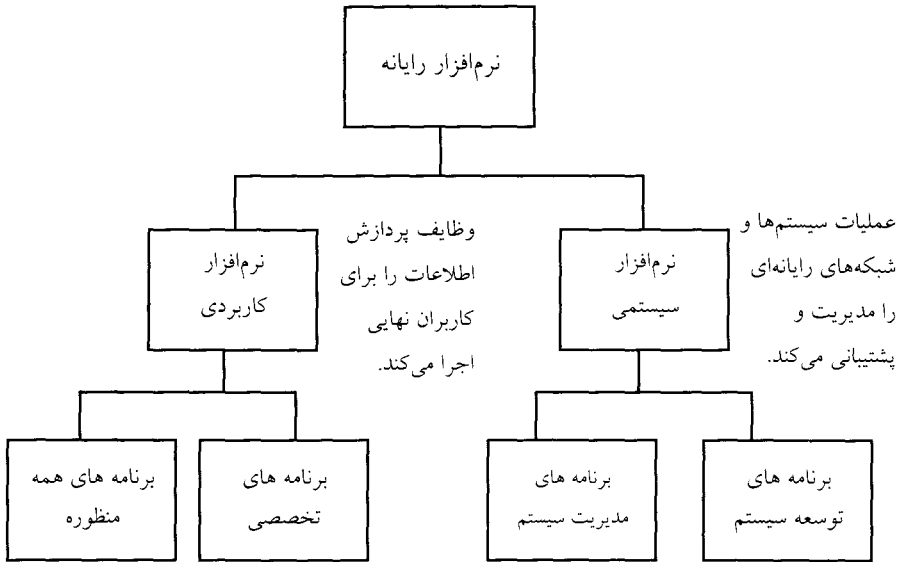 نرم‌افزار رایانه
عملیات سیستم‌ها و
شبکه‌های رایانه‌ای
را مدیریت و
پشتیبانی می‌کند.
نرم‌افزار
سیستمی
وظایف پردازش
اطلاعات را برای
کاربران نهایی
اجرا می‌کند.
نرم‌افزار
کاربردی
برنامه های
توسعه سیستم
برنامه های
مدیریت سیستم
برنامه های
تخصصی
برنامه های همه
منظوره